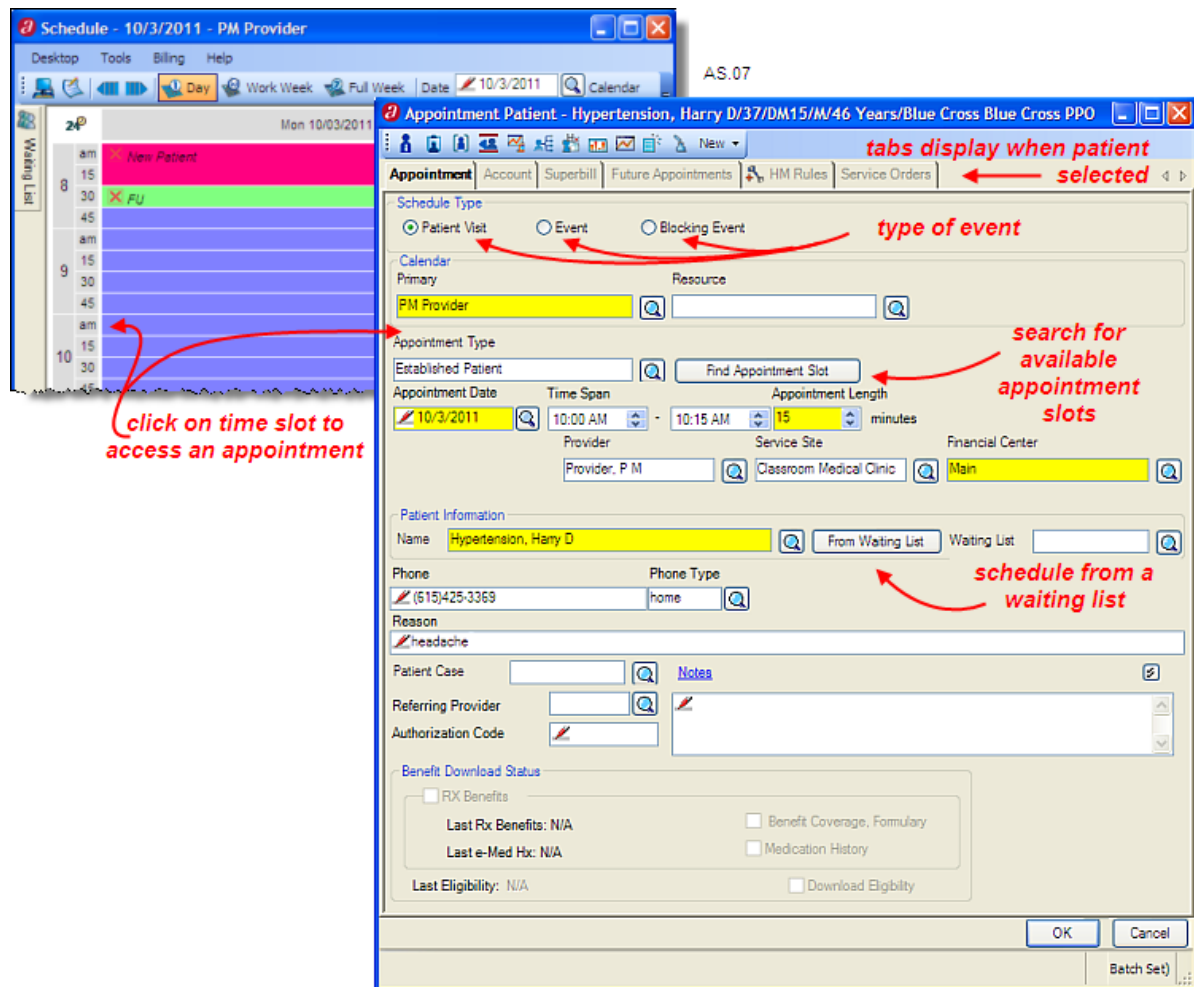 Schedule - 10/3/2011 - PM Provider
Desktop Tools Billing Help
Day Work Week Full Week Date 10/3/2011 Calendar
AS.07
Waiting List
Mon 10/03/2011
8
am New Patient
15
30 FU
45
9
am
15
30
45
10
am
15
30
45
click on time slot to
access an appointment
Appointment Patient - Hypertension, Harry D/37/DM15/M/46 Years/Blue Cross Blue Cross PPO
New
tabs display when patient
selected
Appointment Account Superbill Future Appointments HM Rules Service Orders
Schedule Type
Patient Visit Event Blocking Event
type of event
Calendar
Primary Resource
PM Provider
Appointment Type
Established Patient Find Appointment Slot
search for
available
appointment
slots
Appointment Date Time Span Appointment Length
10/3/2011 10:00 AM - 10:15 AM 15 minutes
Provider Service Site Financial Center
Provider, P M Classroom Medical Clinic Main
Patient Information
Name Hypertension, Harry D From Waiting List Waiting List
schedule from a
waiting list
Phone Phone Type
(615)425-3369 home
Reason
headache
Patient Case Notes
Referring Provider
Authorization Code
Benefit Download Status
RX Benefits
Last Rx Benefits: N/A Benefit Coverage, Formulary
Last e-Med Hx: N/A Medication History
Last Eligibility: N/A Download Eligibility
OK Cancel
Batch Set)